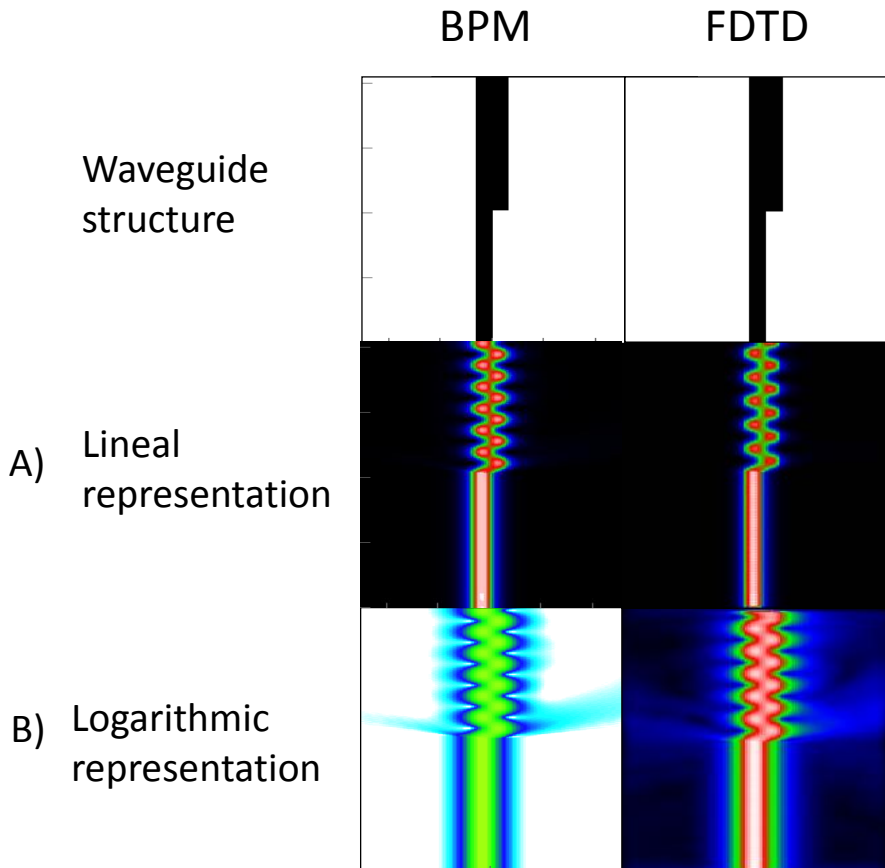 BPM FDTD
Waveguide
structure
A) Lineal
representation
B) Logarithmic
representation